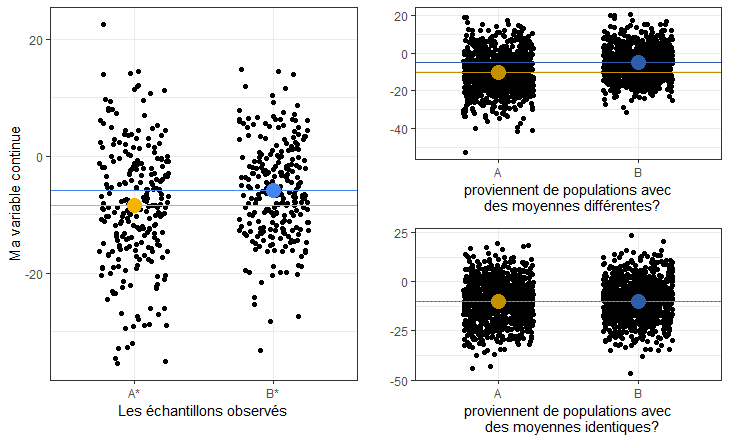 Ma variable continue
20
0
-20
A*
B*
Les échantillons observés
20
0
-20
-40
A
B
proviennent de populations avec
des moyennes différentes?
25
0
-25
-50
A
B
proviennent de populations avec
des moyennes identiques?